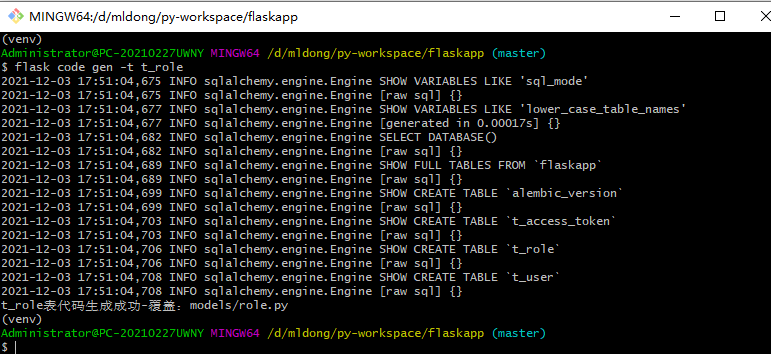 MINGW64:/d/mldong/py-workspace/flaskapp
(venv)
Administrator@PC-20210227UWNY MINGW64 /d/mldong/py-workspace/flaskapp (master)
$ flask code gen -t t_role
2021-12-03 17:51:04,675 INFO sqlalchemy.engine.Engine SHOW VARIABLES LIKE 'sql_mode'
2021-12-03 17:51:04,675 INFO sqlalchemy.engine.Engine [raw sql] {}
2021-12-03 17:51:04,677 INFO sqlalchemy.engine.Engine SHOW VARIABLES LIKE 'lower_case_table_names'
2021-12-03 17:51:04,677 INFO sqlalchemy.engine.Engine [generated in 0.00017s] {}
2021-12-03 17:51:04,682 INFO sqlalchemy.engine.Engine SELECT DATABASE()
2021-12-03 17:51:04,682 INFO sqlalchemy.engine.Engine [raw sql] {}
2021-12-03 17:51:04,689 INFO sqlalchemy.engine.Engine SHOW FULL TABLES FROM `flaskapp`
2021-12-03 17:51:04,689 INFO sqlalchemy.engine.Engine [raw sql] {}
2021-12-03 17:51:04,699 INFO sqlalchemy.engine.Engine SHOW CREATE TABLE `alembic_version`
2021-12-03 17:51:04,699 INFO sqlalchemy.engine.Engine [raw sql] {}
2021-12-03 17:51:04,703 INFO sqlalchemy.engine.Engine SHOW CREATE TABLE `t_access_token`
2021-12-03 17:51:04,703 INFO sqlalchemy.engine.Engine [raw sql] {}
2021-12-03 17:51:04,706 INFO sqlalchemy.engine.Engine SHOW CREATE TABLE `t_role`
2021-12-03 17:51:04,706 INFO sqlalchemy.engine.Engine [raw sql] {}
2021-12-03 17:51:04,708 INFO sqlalchemy.engine.Engine SHOW CREATE TABLE `t_user`
2021-12-03 17:51:04,708 INFO sqlalchemy.engine.Engine [raw sql] {}
t_role表代码生成成功-覆盖：models/role.py
(venv)
Administrator@PC-20210227UWNY MINGW64 /d/mldong/py-workspace/flaskapp (master)
$